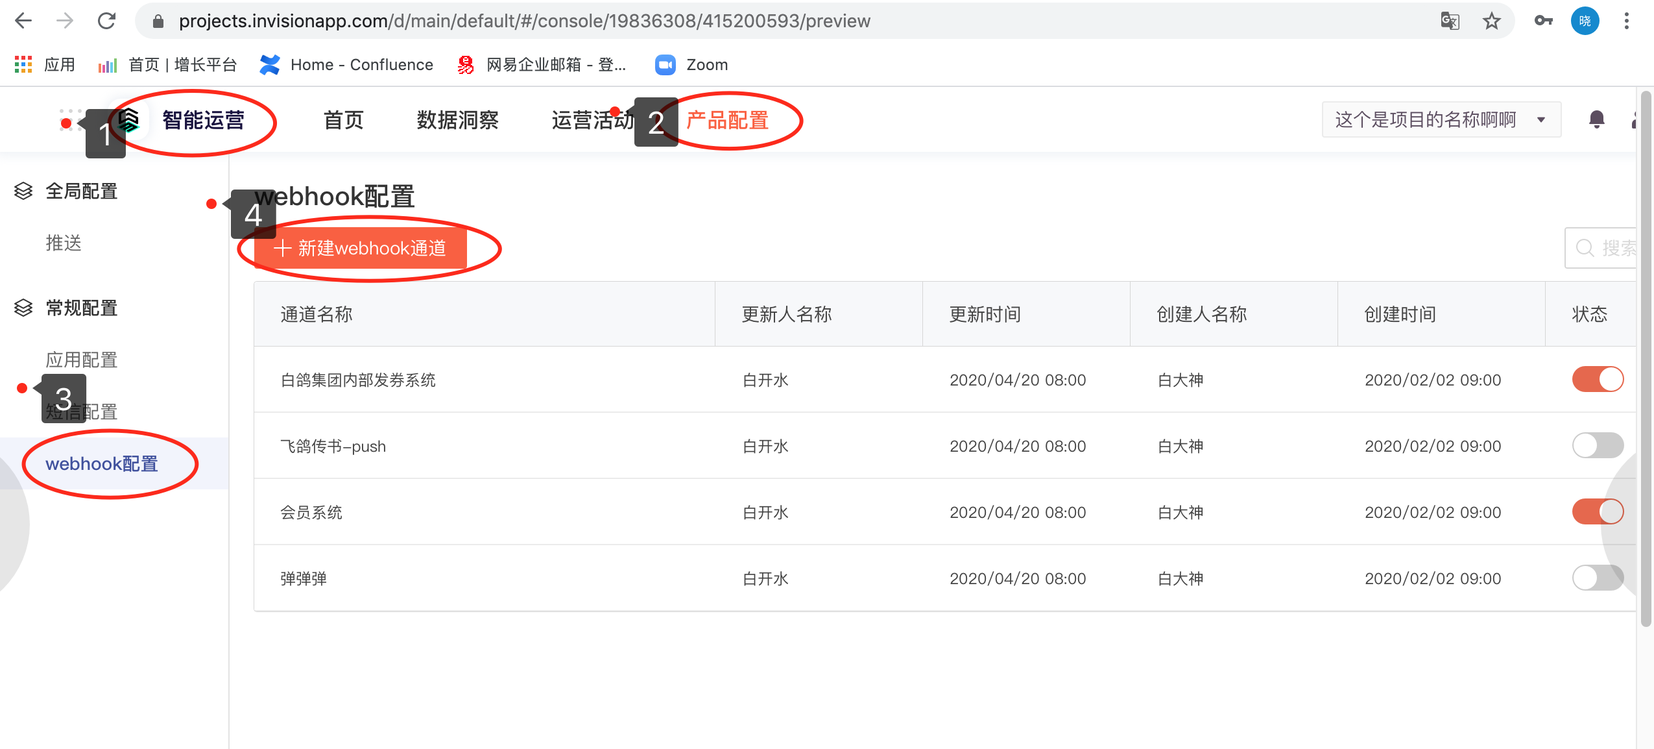 projects.invisionapp.com/d/main/default/#/console/19836308/415200593/preview
晓
应用
首页 | 增长平台
Home - Confluence
网易企业邮箱 - 登...
Zoom
1
智能运营
首页
数据洞察
运营活动
2
产品配置
这个是项目的名称啊啊
全局配置
推送
常规配置
应用配置
3
短信配置
webhook配置
4
webhook配置
新建webhook通道
搜索
通道名称 更新人名称 更新时间 创建人名称 创建时间 状态
白鸽集团内部发券系统 白开水 2020/04/20 08:00 白大神 2020/02/02 09:00
飞鸽传书-push 白开水 2020/04/20 08:00 白大神 2020/02/02 09:00
会员系统 白开水 2020/04/20 08:00 白大神 2020/02/02 09:00
弹弹弹 白开水 2020/04/20 08:00 白大神 2020/02/02 09:00